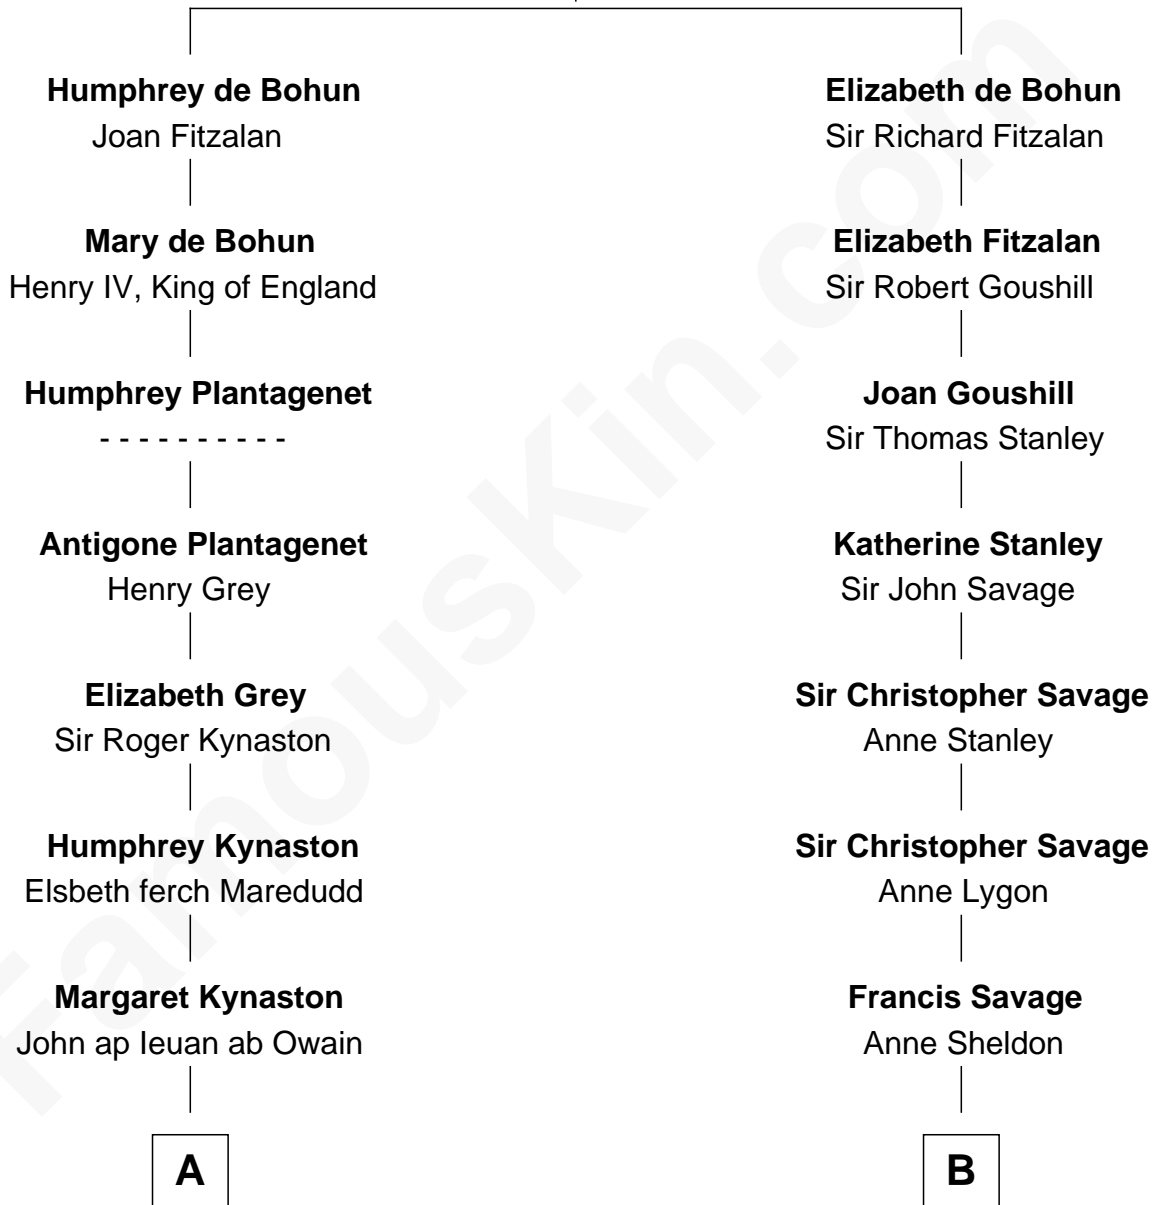 Humphrey de Bohun
Joan Fitzalan
Mary de Bohun
Henry IV, King of England
Humphrey Plantagenet
- - - - - - - - - -
Antigone Plantagenet
Henry Grey
Elizabeth Grey
Sir Roger Kynaston
Humphrey Kynaston
Elsbeth ferch Maredudd
Margaret Kynaston
John ap Ieuan ab Owain
A
Elizabeth de Bohun
Sir Richard Fitzalan
Elizabeth Fitzalan
Sir Robert Goushill
Joan Goushill
Sir Thomas Stanley
Katherine Stanley
Sir John Savage
Sir Christopher Savage
Anne Stanley
Sir Christopher Savage
Anne Lygon
Francis Savage
Anne Sheldon
B
FamousKin.com